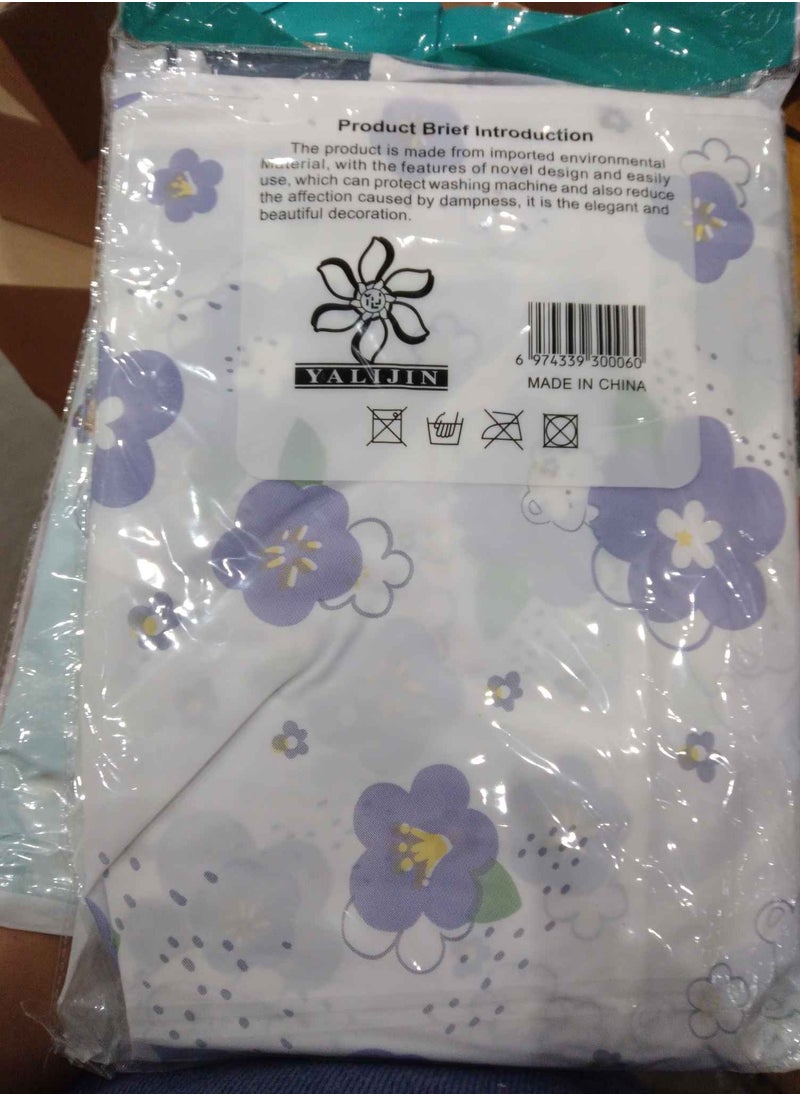 Product Brief Introduction
The product is made from imported environmental
Material, with the features of novel design and easily
use, which can protect washing machine and also reduce
the affection caused by dampness, it is the elegant and
beautiful decoration.
YALIJIN
6 974339 300060
MADE IN CHINA